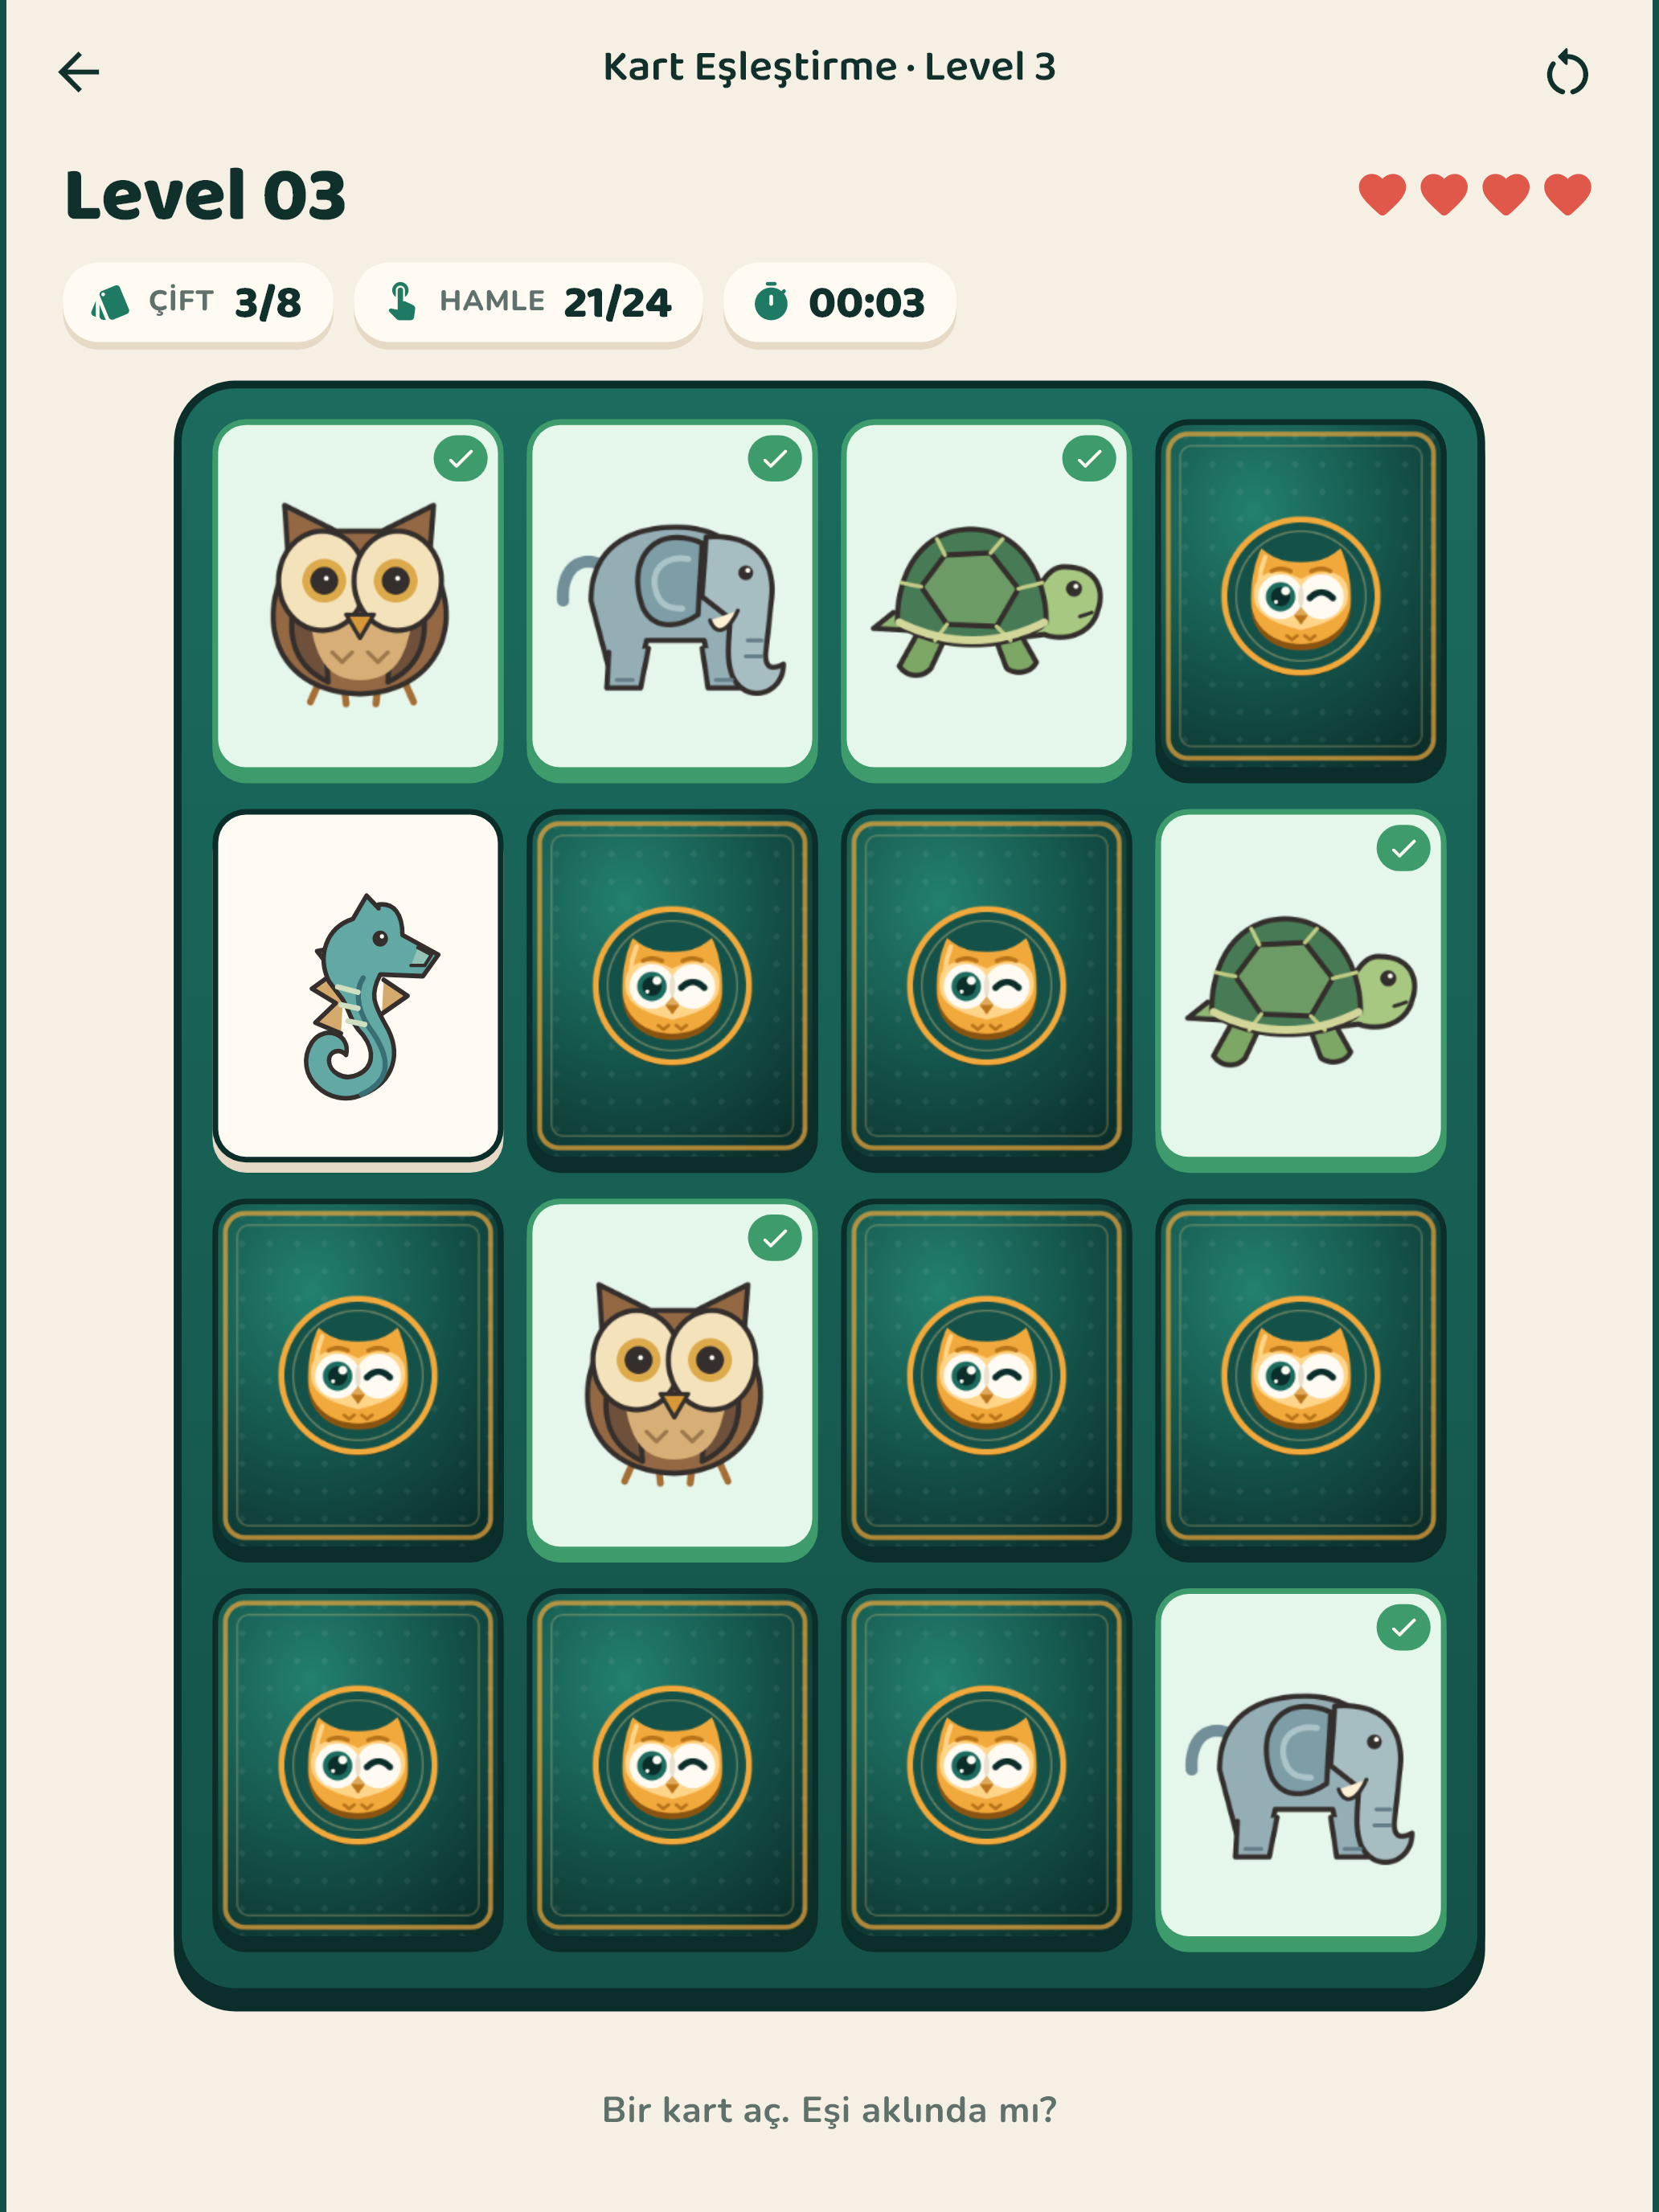 Kart Eşleştirme · Level 3
Level 03
ÇİFT 3/8 HAMLE 21/24 00:03
Bir kart aç. Eşi aklında mı?